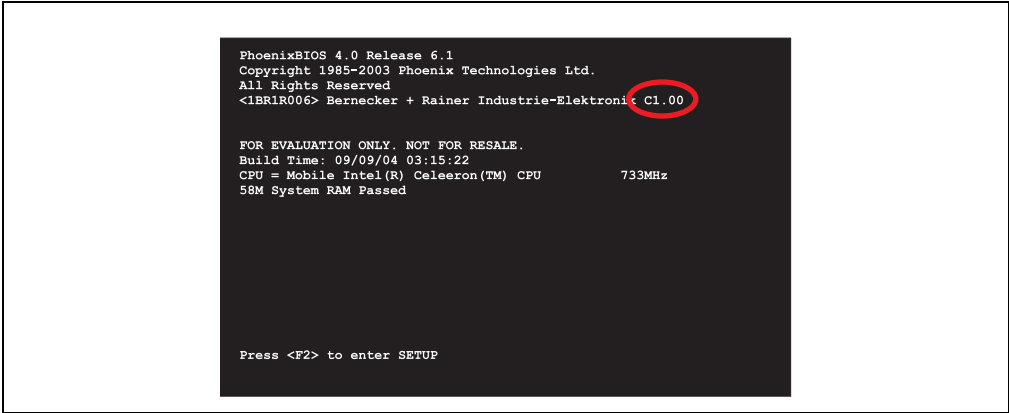 PhoenixBIOS 4.0 Release 6.1
Copyright 1985-2003 Phoenix Technologies Ltd.
All Rights Reserved
<1BR1R006> Bernecker + Rainer Industrie-Elektronik C1.00
FOR EVALUATION ONLY. NOT FOR RESALE.
Build Time: 09/09/04 03:15:22
CPU = Mobile Intel(R) Celeeron(TM) CPU 733MHz
58M System RAM Passed
Press <F2> to enter SETUP